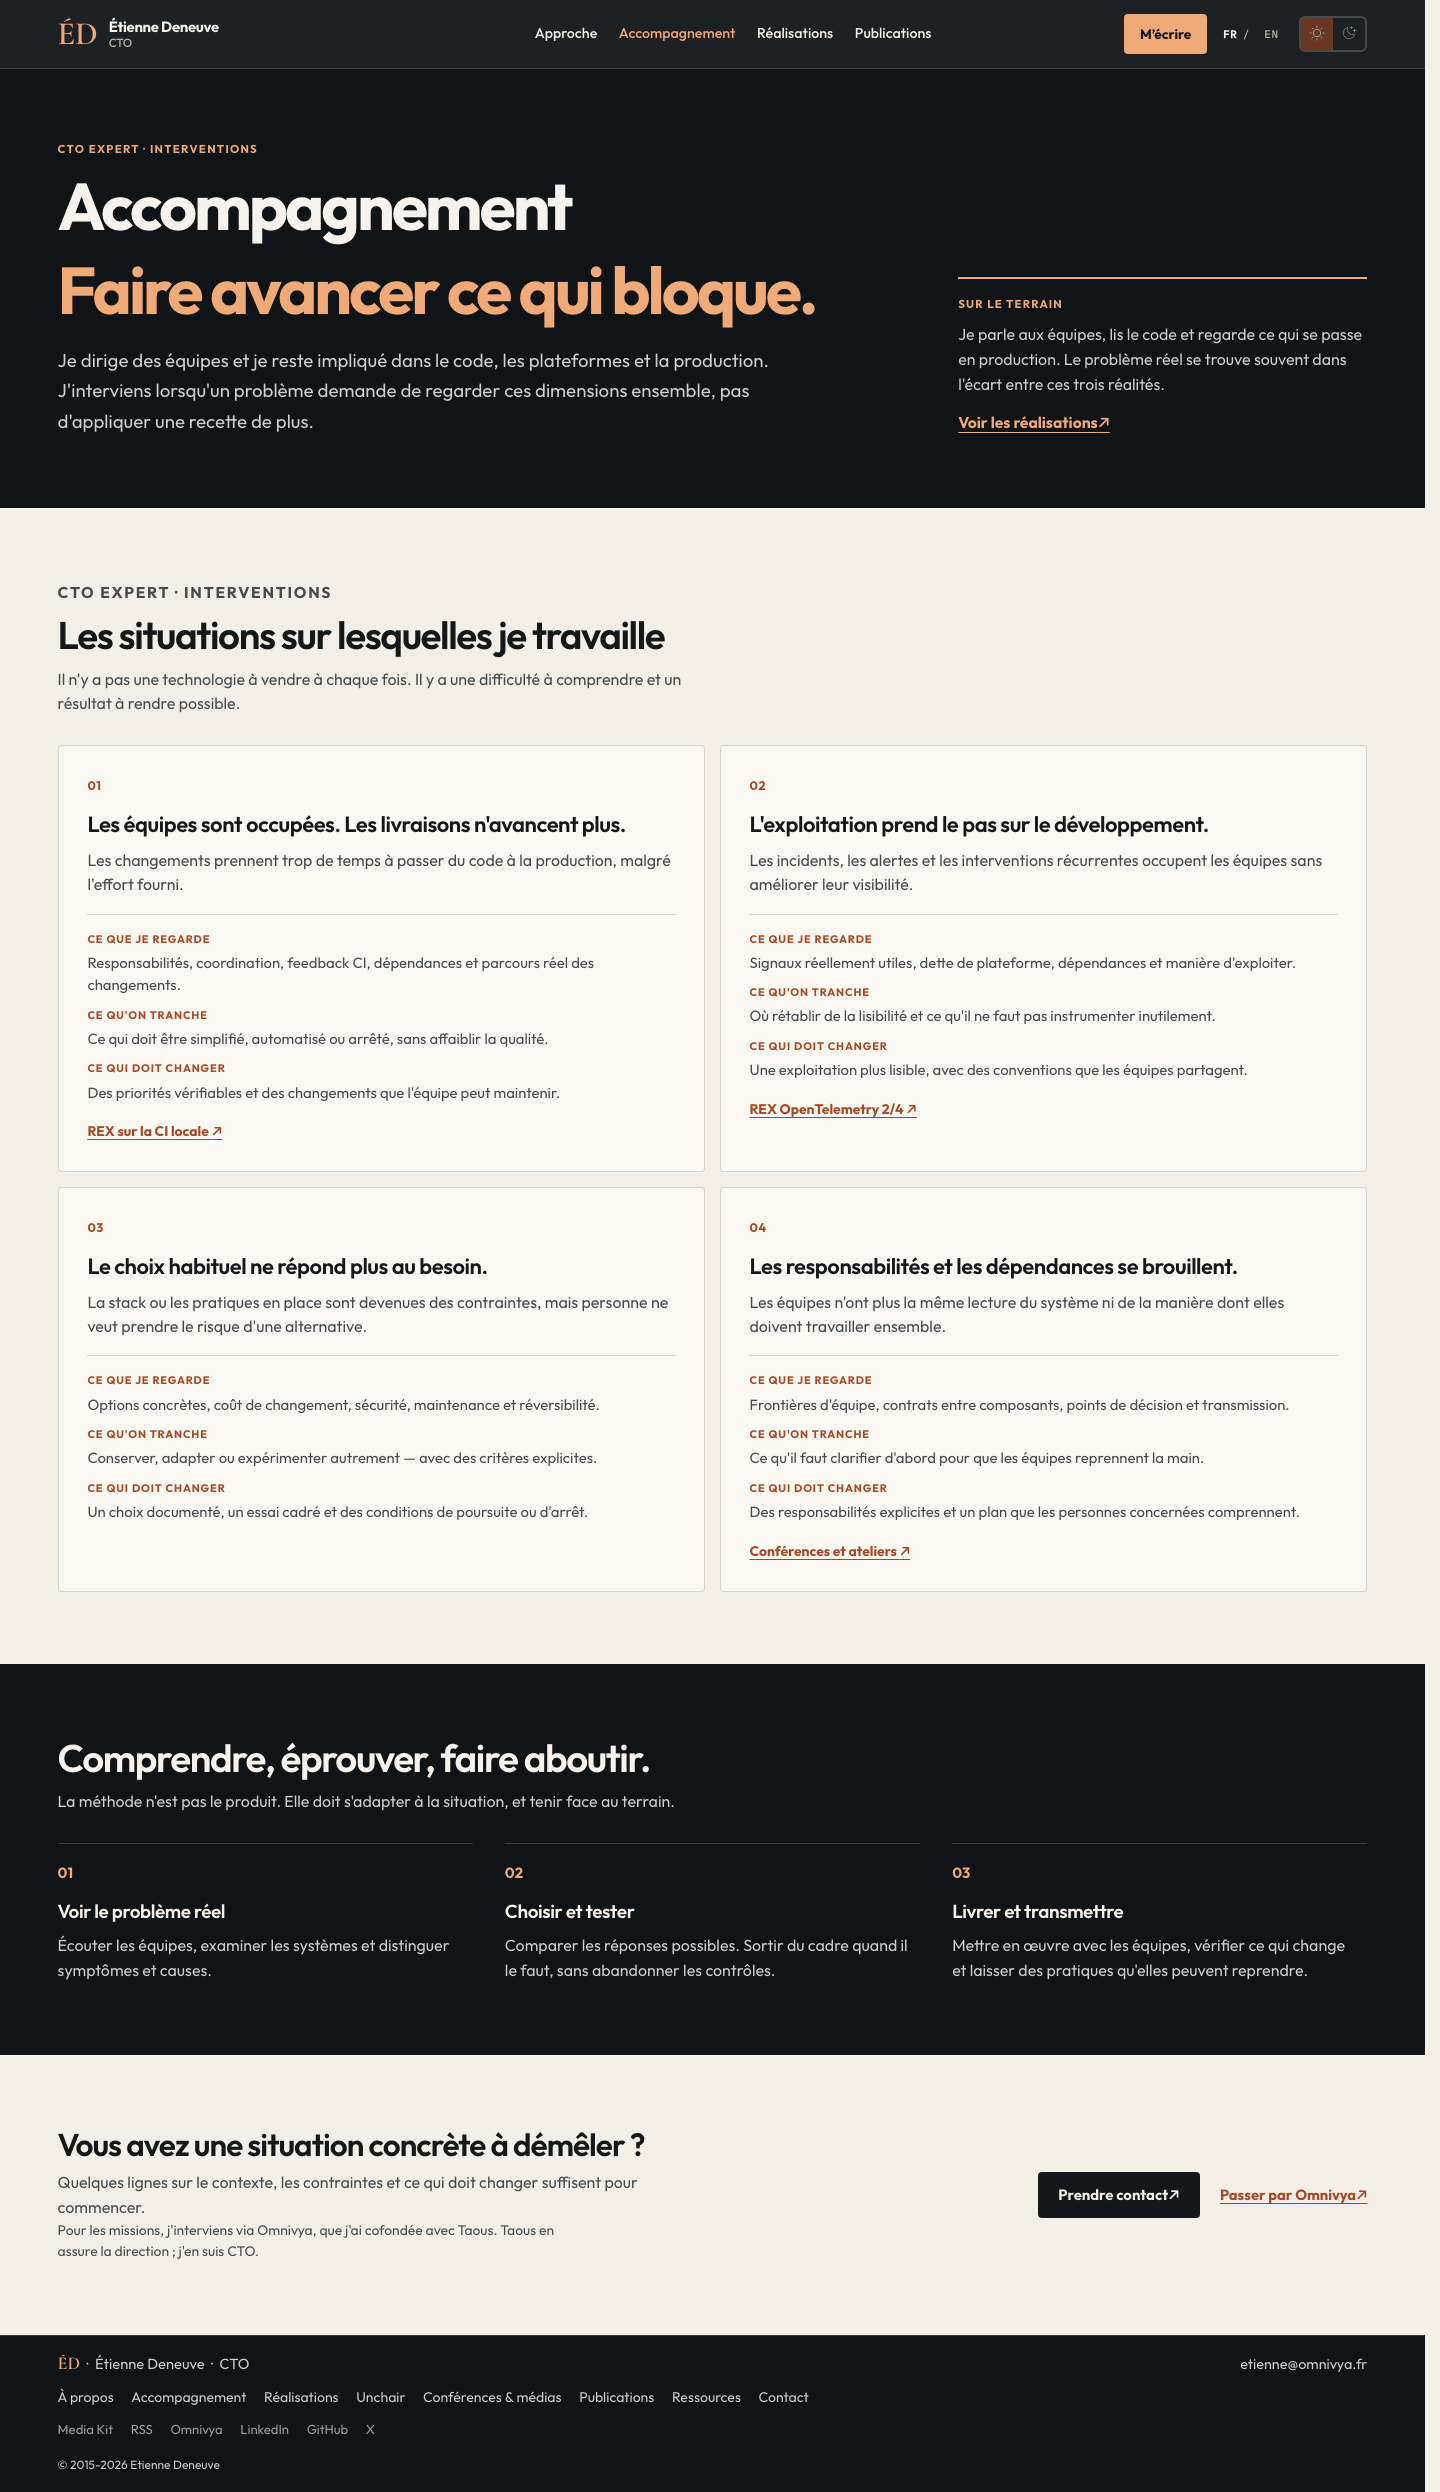 ÉD
Étienne Deneuve
CTO
Approche Accompagnement Réalisations Publications
M’écrire
FR / EN
CTO EXPERT · INTERVENTIONS
Accompagnement
Faire avancer ce qui bloque.
Je dirige des équipes et je reste impliqué dans le code, les plateformes et la production.
J'interviens lorsqu'un problème demande de regarder ces dimensions ensemble, pas
d'appliquer une recette de plus.
SUR LE TERRAIN
Je parle aux équipes, lis le code et regarde ce qui se passe
en production. Le problème réel se trouve souvent dans
l'écart entre ces trois réalités.
Voir les réalisations↗
CTO EXPERT · INTERVENTIONS
Les situations sur lesquelles je travaille
Il n'y a pas une technologie à vendre à chaque fois. Il y a une difficulté à comprendre et un
résultat à rendre possible.
01
Les équipes sont occupées. Les livraisons n'avancent plus.
Les changements prennent trop de temps à passer du code à la production, malgré
l'effort fourni.
CE QUE JE REGARDE
Responsabilités, coordination, feedback CI, dépendances et parcours réel des
changements.
CE QU'ON TRANCHE
Ce qui doit être simplifié, automatisé ou arrêté, sans affaiblir la qualité.
CE QUI DOIT CHANGER
Des priorités vérifiables et des changements que l'équipe peut maintenir.
REX sur la CI locale ↗
02
L'exploitation prend le pas sur le développement.
Les incidents, les alertes et les interventions récurrentes occupent les équipes sans
améliorer leur visibilité.
CE QUE JE REGARDE
Signaux réellement utiles, dette de plateforme, dépendances et manière d'exploiter.
CE QU'ON TRANCHE
Où rétablir de la lisibilité et ce qu'il ne faut pas instrumenter inutilement.
CE QUI DOIT CHANGER
Une exploitation plus lisible, avec des conventions que les équipes partagent.
REX OpenTelemetry 2/4 ↗
03
Le choix habituel ne répond plus au besoin.
La stack ou les pratiques en place sont devenues des contraintes, mais personne ne
veut prendre le risque d'une alternative.
CE QUE JE REGARDE
Options concrètes, coût de changement, sécurité, maintenance et réversibilité.
CE QU'ON TRANCHE
Conserver, adapter ou expérimenter autrement — avec des critères explicites.
CE QUI DOIT CHANGER
Un choix documenté, un essai cadré et des conditions de poursuite ou d'arrêt.
04
Les responsabilités et les dépendances se brouillent.
Les équipes n'ont plus la même lecture du système ni de la manière dont elles
doivent travailler ensemble.
CE QUE JE REGARDE
Frontières d'équipe, contrats entre composants, points de décision et transmission.
CE QU'ON TRANCHE
Ce qu'il faut clarifier d'abord pour que les équipes reprennent la main.
CE QUI DOIT CHANGER
Des responsabilités explicites et un plan que les personnes concernées comprennent.
Conférences et ateliers ↗
Comprendre, éprouver, faire aboutir.
La méthode n'est pas le produit. Elle doit s'adapter à la situation, et tenir face au terrain.
01
Voir le problème réel
Écouter les équipes, examiner les systèmes et distinguer
symptômes et causes.
02
Choisir et tester
Comparer les réponses possibles. Sortir du cadre quand il
le faut, sans abandonner les contrôles.
03
Livrer et transmettre
Mettre en œuvre avec les équipes, vérifier ce qui change
et laisser des pratiques qu'elles peuvent reprendre.
Vous avez une situation concrète à démêler ?
Quelques lignes sur le contexte, les contraintes et ce qui doit changer suffisent pour
commencer.
Pour les missions, j'interviens via Omnivya, que j'ai cofondée avec Taous. Taous en
assure la direction ; j'en suis CTO.
Prendre contact↗
Passer par Omnivya↗
ÉD · Étienne Deneuve · CTO
etienne@omnivya.fr
À propos Accompagnement Réalisations Unchair Conférences & médias Publications Ressources Contact
Media Kit RSS Omnivya LinkedIn GitHub X
© 2015-2026 Etienne Deneuve